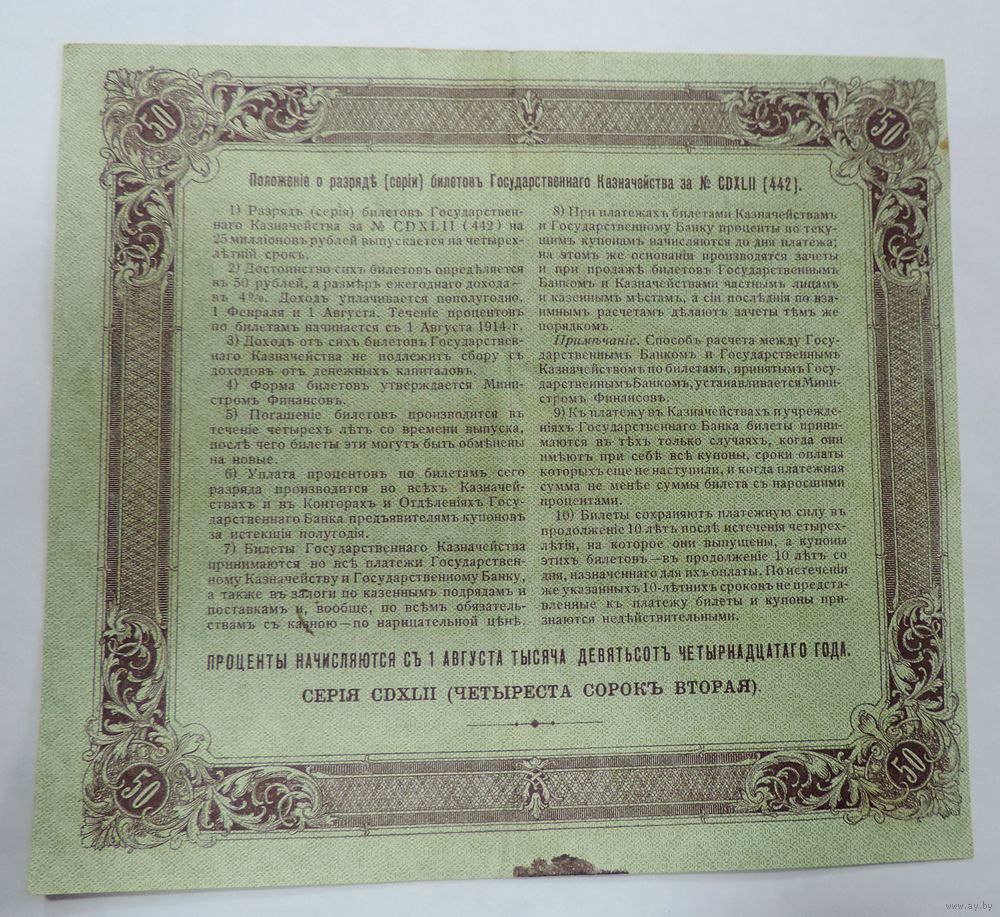 50
50
Положеніе о разрядѣ (серіи) билетовъ Государственнаго Казначейства за № CDXLII (442).
1) Разрядъ (серія) билетовъ Государствен-
наго Казначейства за № CDXLII (442) на
25 милліоновъ рублей выпускается на четырех-
лѣтній срокъ.
2) Достоинство сихъ билетовъ опредѣляется
въ 50 рублей, а размѣръ ежегоднаго дохода—
въ 4%. Доходъ уплачивается пополугодно,
1 Февраля и 1 Августа. Теченіе процентовъ
по билетамъ начинается съ 1 Августа 1914 г.
3) Доходъ отъ сихъ билетовъ Государствен-
наго Казначейства не подлежитъ сбору съ
доходовъ отъ денежныхъ капиталовъ.
4) Форма билетовъ утверждается Мини-
стромъ Финансовъ.
5) Погашеніе билетовъ производится въ
теченіе четырехъ лѣтъ со времени выпуска,
послѣ чего билеты эти могутъ быть обмѣнены
на новые.
6) Уплата процентовъ по билетамъ сего
разряда производится во всѣхъ Казначей-
ствахъ и въ Конторахъ и Отдѣленіяхъ Госу-
дарственнаго Банка предъявителямъ купоновъ
за истекшія полугодія.
7) Билеты Государственнаго Казначейства
принимаются во всѣ платежи Государствен-
ному Казначейству и Государственному Банку,
а также въ залоги по казеннымъ подрядамъ и
поставкамъ и, вообще, по всѣмъ обязатель-
ствамъ съ казною—по нарицательной цѣнѣ.
8) При платежахъ билетами Казначействамъ
и Государственному Банку проценты по теку-
щимъ купонамъ начисляются до дня платежа;
на этомъ же основаніи производятся зачеты
и при продажѣ билетовъ Государственнымъ
Банкомъ и Казначействами частнымъ лицамъ
и казеннымъ мѣстамъ, а сіи послѣднія по вза-
имнымъ расчетамъ дѣлаютъ зачеты тѣмъ же
порядкомъ.
Примѣчаніе. Способъ расчета между Госу-
дарственнымъ Банкомъ и Государственнымъ
Казначействомъ по билетамъ, принятымъ Госу-
дарственнымъ Банкомъ, устанавливается Мини-
стромъ Финансовъ.
9) Къ платежу въ Казначействахъ и учрежде-
ніяхъ Государственнаго Банка билеты прини-
маются въ тѣхъ только случаяхъ, когда они
имѣютъ при себѣ всѣ купоны, сроки оплаты
которыхъ еще не наступили, и когда платежная
сумма не менѣе суммы билета съ наросшими
процентами.
10) Билеты сохраняютъ платежную силу въ
продолженіе 10 лѣтъ послѣ истеченія четырех-
лѣтія, на которое они выпущены, а купоны
этихъ билетовъ—въ продолженіе 10 лѣтъ со
дня, назначеннаго для ихъ оплаты. По истеченіи
же указанныхъ 10-лѣтнихъ сроковъ не предста-
вленные къ платежу билеты и купоны при-
знаются недѣйствительными.
ПРОЦЕНТЫ НАЧИСЛЯЮТСЯ СЪ 1 АВГУСТА ТЫСЯЧА ДЕВЯТЬСОТЪ ЧЕТЫРНАДЦАТАГО ГОДА.
СЕРІЯ CDXLII (ЧЕТЫРЕСТА СОРОКЪ ВТОРАЯ).
50
50
www.ay.by